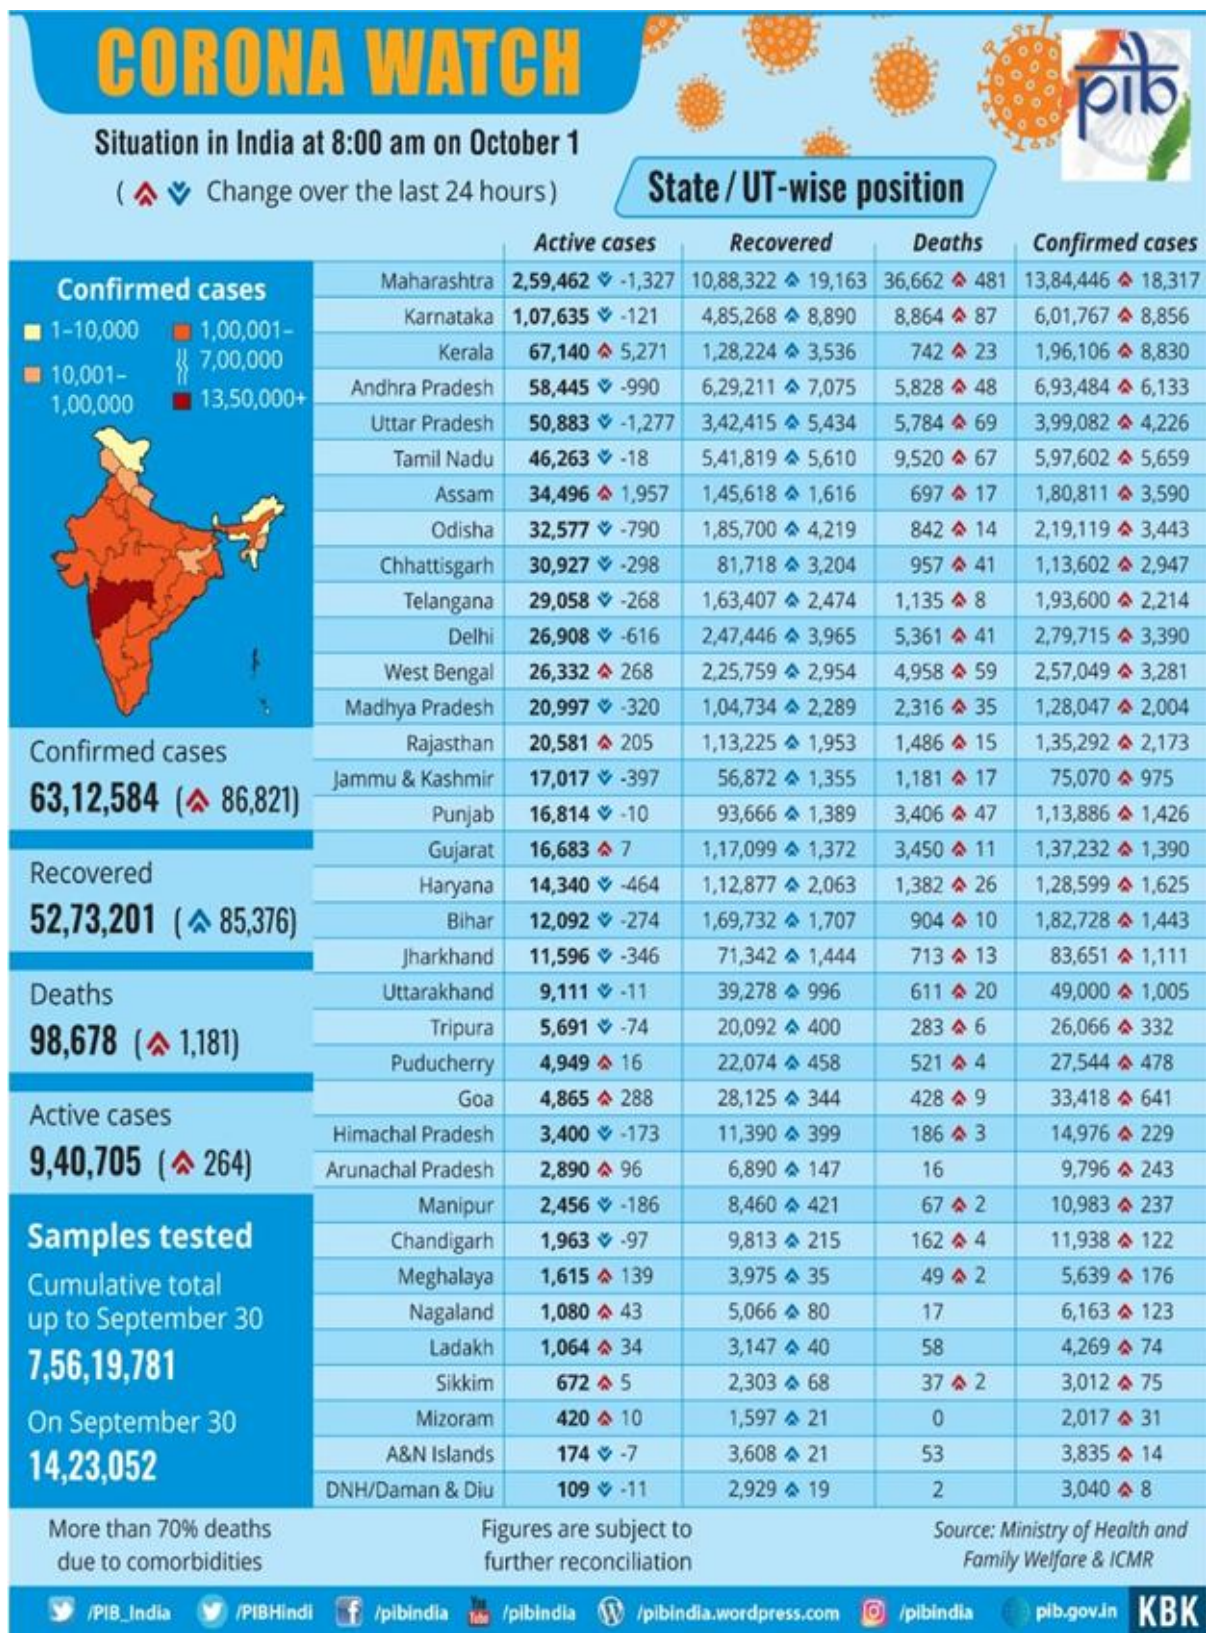 CORONA WATCH
pib
Situation in India at 8:00 am on October 1
( Change over the last 24 hours)
State / UT-wise position
Active cases Recovered Deaths Confirmed cases
Maharashtra 2,59,462 -1,327 10,88,322 19,163 36,662 481 13,84,446 18,317
Karnataka 1,07,635 -121 4,85,268 8,890 8,864 87 6,01,767 8,856
Kerala 67,140 5,271 1,28,224 3,536 742 23 1,96,106 8,830
Andhra Pradesh 58,445 -990 6,29,211 7,075 5,828 48 6,93,484 6,133
Uttar Pradesh 50,883 -1,277 3,42,415 5,434 5,784 69 3,99,082 4,226
Tamil Nadu 46,263 -18 5,41,819 5,610 9,520 67 5,97,602 5,659
Assam 34,496 1,957 1,45,618 1,616 697 17 1,80,811 3,590
Odisha 32,577 -790 1,85,700 4,219 842 14 2,19,119 3,443
Chhattisgarh 30,927 -298 81,718 3,204 957 41 1,13,602 2,947
Telangana 29,058 -268 1,63,407 2,474 1,135 8 1,93,600 2,214
Delhi 26,908 -616 2,47,446 3,965 5,361 41 2,79,715 3,390
West Bengal 26,332 268 2,25,759 2,954 4,958 59 2,57,049 3,281
Madhya Pradesh 20,997 -320 1,04,734 2,289 2,316 35 1,28,047 2,004
Rajasthan 20,581 205 1,13,225 1,953 1,486 15 1,35,292 2,173
Jammu & Kashmir 17,017 -397 56,872 1,355 1,181 17 75,070 975
Punjab 16,814 -10 93,666 1,389 3,406 47 1,13,886 1,426
Gujarat 16,683 7 1,17,099 1,372 3,450 11 1,37,232 1,390
Haryana 14,340 -464 1,12,877 2,063 1,382 26 1,28,599 1,625
Bihar 12,092 -274 1,69,732 1,707 904 10 1,82,728 1,443
Jharkhand 11,596 -346 71,342 1,444 713 13 83,651 1,111
Uttarakhand 9,111 -11 39,278 996 611 20 49,000 1,005
Tripura 5,691 -74 20,092 400 283 6 26,066 332
Puducherry 4,949 16 22,074 458 521 4 27,544 478
Goa 4,865 288 28,125 344 428 9 33,418 641
Himachal Pradesh 3,400 -173 11,390 399 186 3 14,976 229
Arunachal Pradesh 2,890 96 6,890 147 16 9,796 243
Manipur 2,456 -186 8,460 421 67 2 10,983 237
Chandigarh 1,963 -97 9,813 215 162 4 11,938 122
Meghalaya 1,615 139 3,975 35 49 2 5,639 176
Nagaland 1,080 43 5,066 80 17 6,163 123
Ladakh 1,064 34 3,147 40 58 4,269 74
Sikkim 672 5 2,303 68 37 2 3,012 75
Mizoram 420 10 1,597 21 0 2,017 31
A&N Islands 174 -7 3,608 21 53 3,835 14
DNH/Daman & Diu 109 -11 2,929 19 2 3,040 8
Confirmed cases
1–10,000
10,001–
1,00,000
1,00,001–
7,00,000
13,50,000+
Confirmed cases
63,12,584 ( 86,821)
Recovered
52,73,201 ( 85,376)
Deaths
98,678 ( 1,181)
Active cases
9,40,705 ( 264)
Samples tested
Cumulative total
up to September 30
7,56,19,781
On September 30
14,23,052
More than 70% deaths
due to comorbidities
Figures are subject to
further reconciliation
Source: Ministry of Health and
Family Welfare & ICMR
/PIB_India /PIBHindi /pibindia You Tube /pibindia /pibindia.wordpress.com /pibindia pib.gov.in KBK